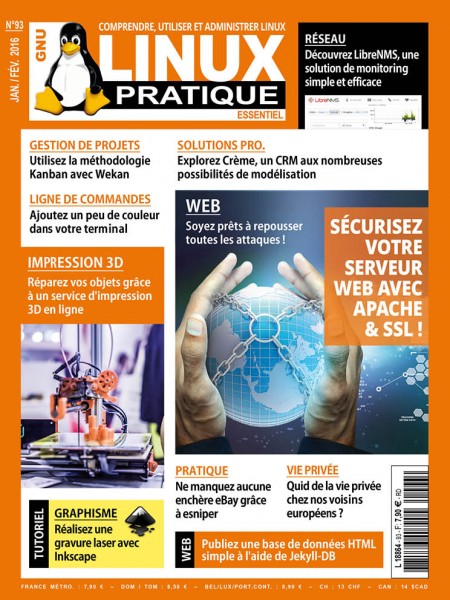 N°93
JAN. / FÉV. 2016
COMPRENDRE, UTILISER ET ADMINISTRER LINUX
GNU
LINUX
PRATIQUE
ESSENTIEL
RÉSEAU
Découvrez LibreNMS, une
solution de monitoring
simple et efficace
LibreNMS
GESTION DE PROJETS
Utilisez la méthodologie
Kanban avec Wekan
SOLUTIONS PRO.
Explorez Crème, un CRM aux nombreuses
possibilités de modélisation
LIGNE DE COMMANDES
Ajoutez un peu de couleur
dans votre terminal
WEB
Soyez prêts à repousser
toutes les attaques !
SÉCURISEZ
VOTRE
SERVEUR
WEB AVEC
APACHE
& SSL !
IMPRESSION 3D
Réparez vos objets grâce
à un service d'impression
3D en ligne
PRATIQUE
Ne manquez aucune
enchère eBay grâce
à esniper
VIE PRIVÉE
Quid de la vie privée
chez nos voisins
européens ?
TUTORIEL
GRAPHISME
Réalisez une
gravure laser avec
Inkscape
WEB
Publiez une base de données HTML
simple à l'aide de Jekyll-DB
L 18864 - 93 - F: 7,90 € - RD
FRANCE MÉTRO. : 7,90 € – DOM / TOM : 8,50 € – BEL/LUX/PORT.CONT. : 8,90 € – CH : 13 CHF – CAN : 14 $CAD